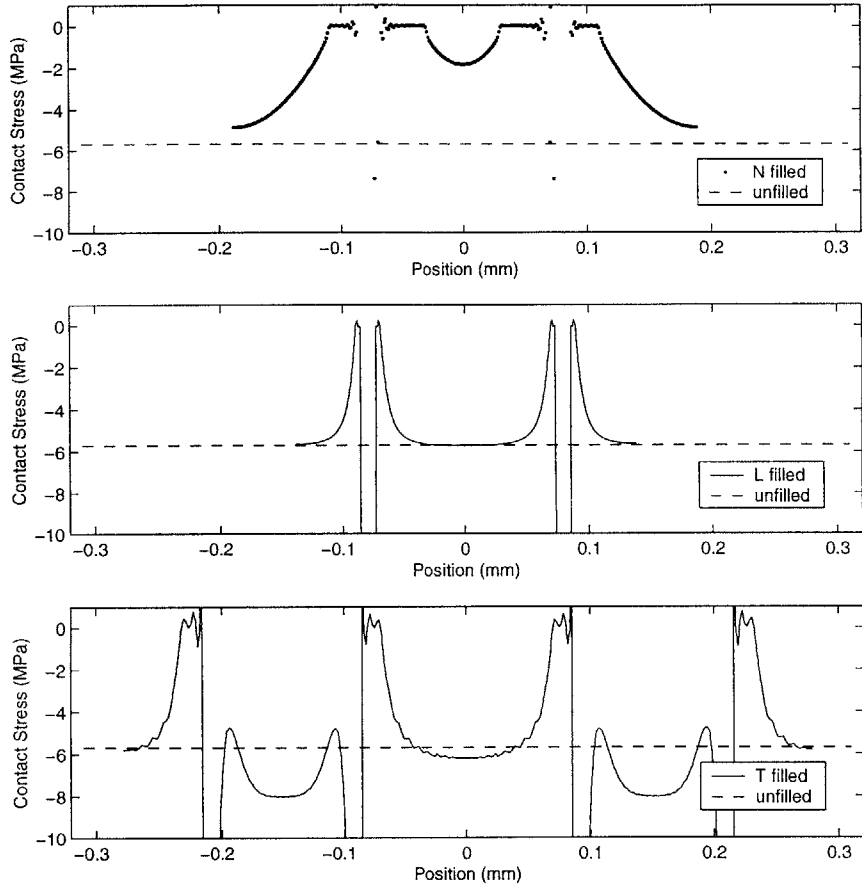 0
−2
−4
−6
−8
−10
Contact Stress (MPa)
N filled
unfilled
−0.3 −0.2 −0.1 0 0.1 0.2 0.3
Position (mm)
0
−2
−4
−6
−8
−10
Contact Stress (MPa)
L filled
unfilled
−0.3 −0.2 −0.1 0 0.1 0.2 0.3
Position (mm)
0
−2
−4
−6
−8
−10
Contact Stress (MPa)
T filled
unfilled
−0.3 −0.2 −0.1 0 0.1 0.2 0.3
Position (mm)